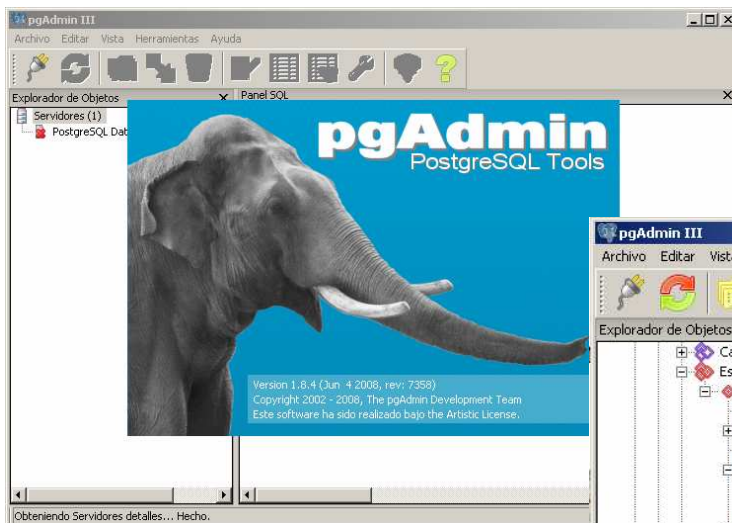 pgAdmin III
Archivo Editar Vista Herramientas Ayuda
Explorador de Objetos
Panel SQL
Servidores (1)
PostgreSQL Dat
pgAdmin
PostgreSQL Tools
Version 1.8.4 (Jun 4 2008, rev: 7358)
Copyright 2002 - 2008, The pgAdmin Development Team
Este software ha sido realizado bajo the Artistic License.
Obteniendo Servidores detalles... Hecho.
pgAdmin III
Archivo Editar Vista
Explorador de Objetos
Ca
Es